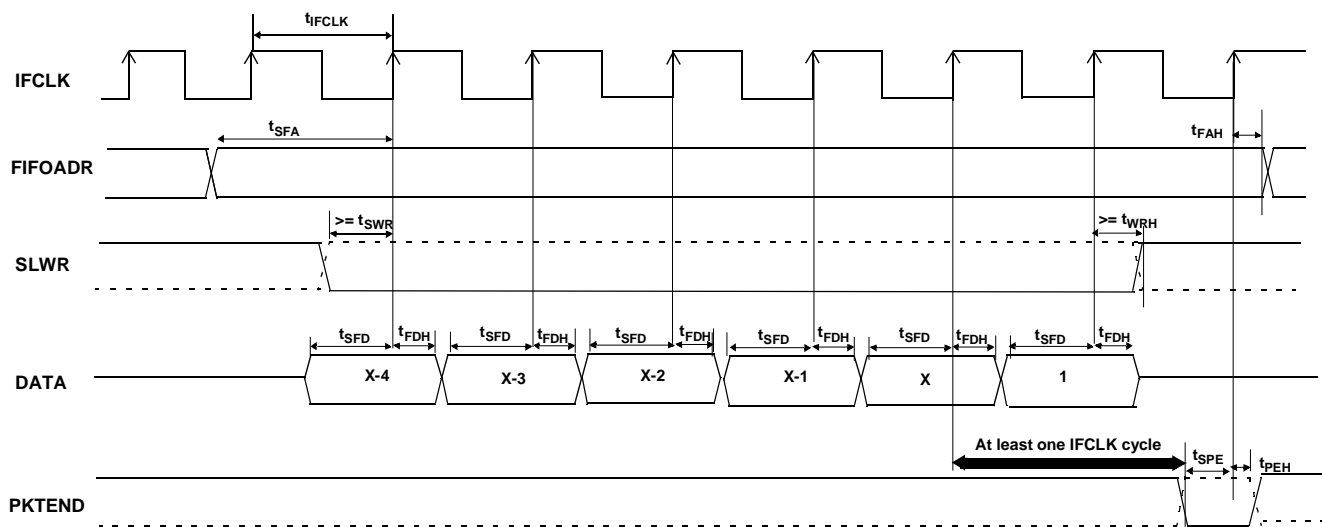 tIFCLK
IFCLK
tSFA
tFAH
FIFOADR
>= tSWR
>= tWRH
SLWR
tSFD tFDH tSFD tFDH tSFD tFDH tSFD tFDH tSFD tFDH tSFD tFDH
DATA X-4 X-3 X-2 X-1 X 1
At least one IFCLK cycle
tSPE
tPEH
PKTEND